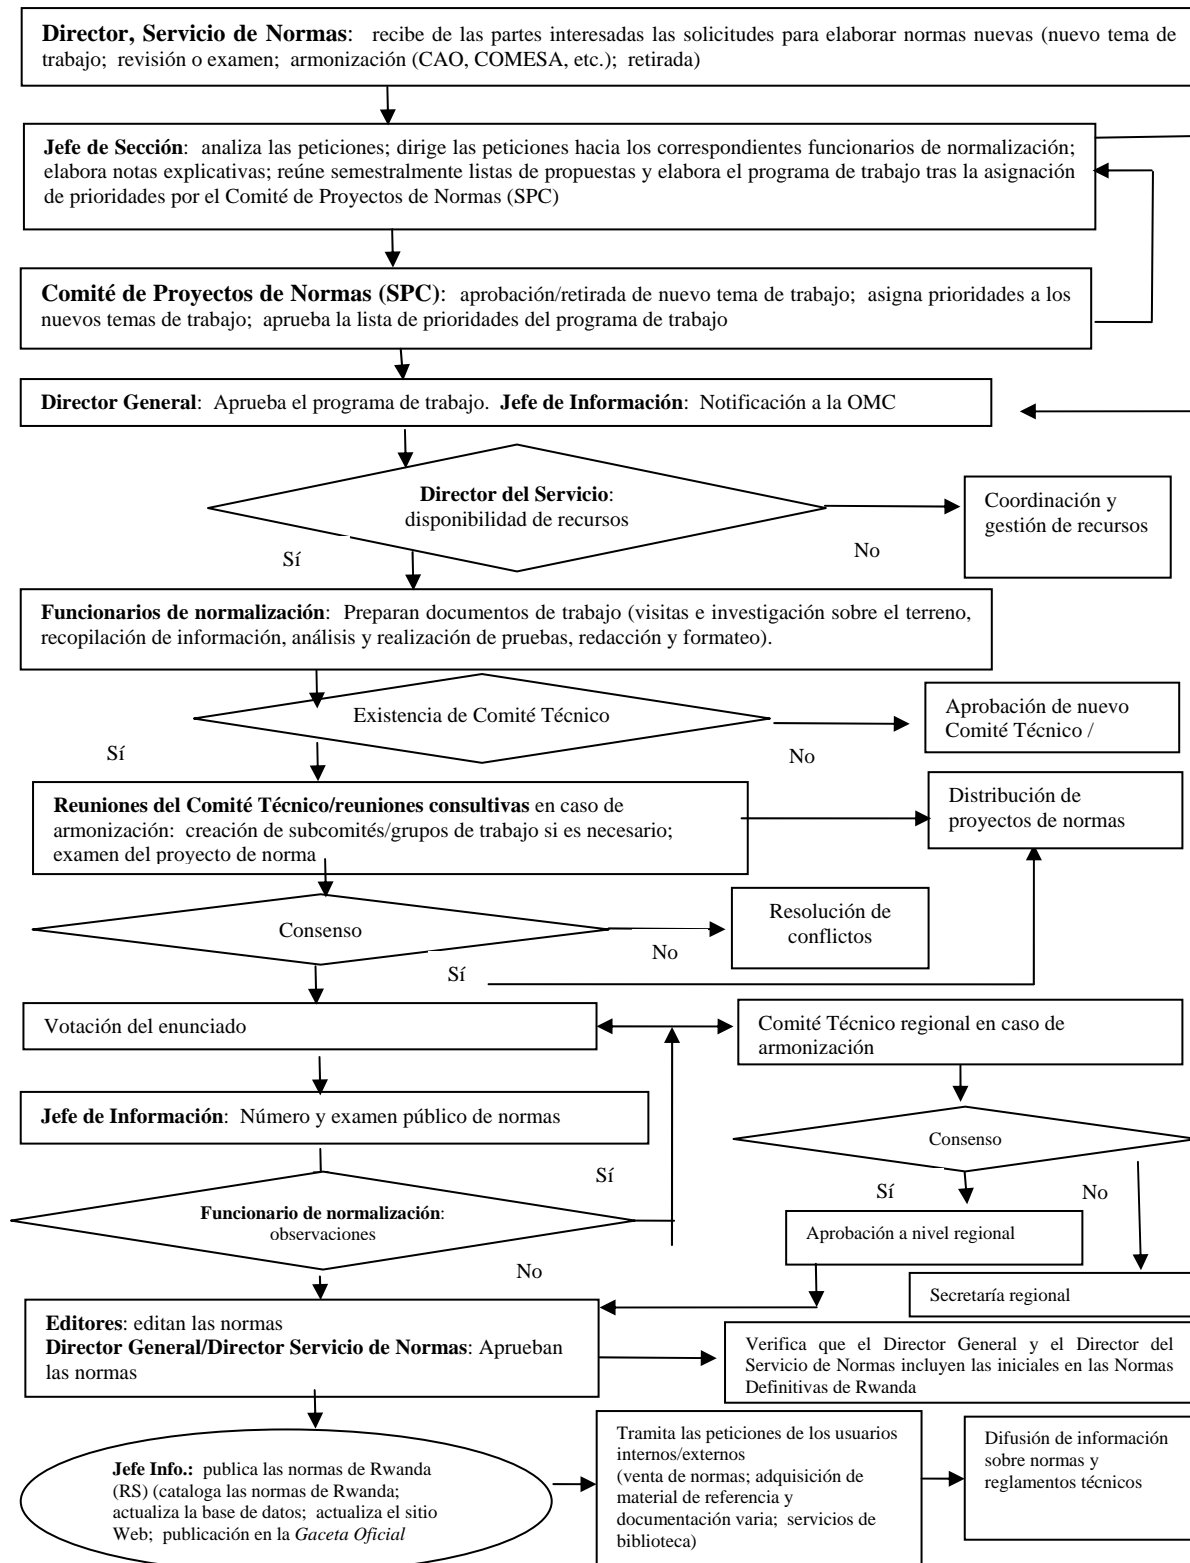 Director, Servicio de Normas: recibe de las partes interesadas las solicitudes para elaborar normas nuevas (nuevo tema de
trabajo; revisión o examen; armonización (CAO, COMESA, etc.); retirada)
Jefe de Sección: analiza las peticiones; dirige las peticiones hacia los correspondientes funcionarios de normalización;
elabora notas explicativas; reúne semestralmente listas de propuestas y elabora el programa de trabajo tras la asignación
de prioridades por el Comité de Proyectos de Normas (SPC)
Comité de Proyectos de Normas (SPC): aprobación/retirada de nuevo tema de trabajo; asigna prioridades a los
nuevos temas de trabajo; aprueba la lista de prioridades del programa de trabajo
Director General: Aprueba el programa de trabajo. Jefe de Información: Notificación a la OMC
Director del Servicio:
disponibilidad de recursos
Coordinación y
gestión de recursos
No
Sí
Funcionarios de normalización: Preparan documentos de trabajo (visitas e investigación sobre el terreno,
recopilación de información, análisis y realización de pruebas, redacción y formateo).
Existencia de Comité Técnico
Aprobación de nuevo
Comité Técnico /
Sí
No
Reuniones del Comité Técnico/reuniones consultivas en caso de
armonización: creación de subcomités/grupos de trabajo si es necesario;
examen del proyecto de norma
Distribución de
proyectos de normas
Consenso
Resolución de
conflictos
No
Sí
Votación del enunciado
Comité Técnico regional en caso de
armonización
Jefe de Información: Número y examen público de normas
Consenso
Sí
Sí
No
Funcionario de normalización:
observaciones
Aprobación a nivel regional
No
Secretaría regional
Editores: editan las normas
Director General/Director Servicio de Normas: Aprueban
las normas
Verifica que el Director General y el Director del
Servicio de Normas incluyen las iniciales en las Normas
Definitivas de Rwanda
Jefe Info.: publica las normas de Rwanda
(RS) (cataloga las normas de Rwanda;
actualiza la base de datos; actualiza el sitio
Web; publicación en la Gaceta Oficial
Tramita las peticiones de los usuarios
internos/externos
(venta de normas; adquisición de
material de referencia y
documentación varia; servicios de
biblioteca)
Difusión de información
sobre normas y
reglamentos técnicos